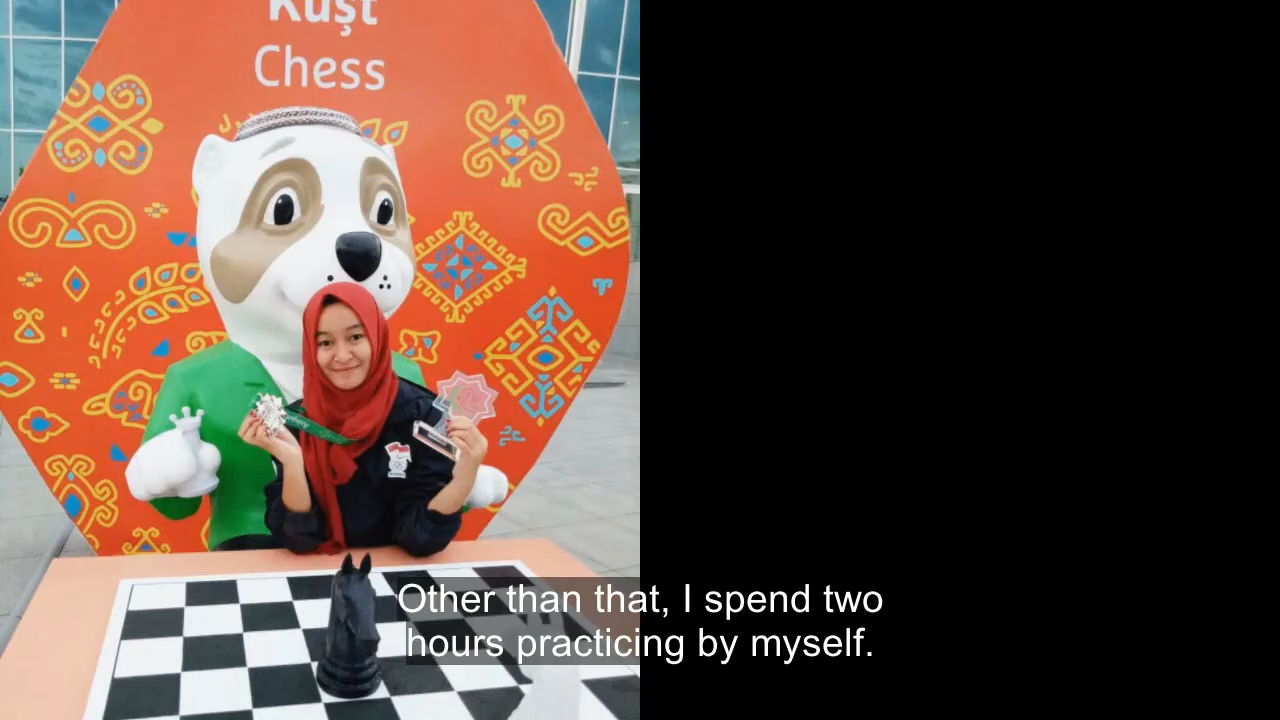 Kuşt
Chess
Other than that, I spend two
hours practicing by myself.